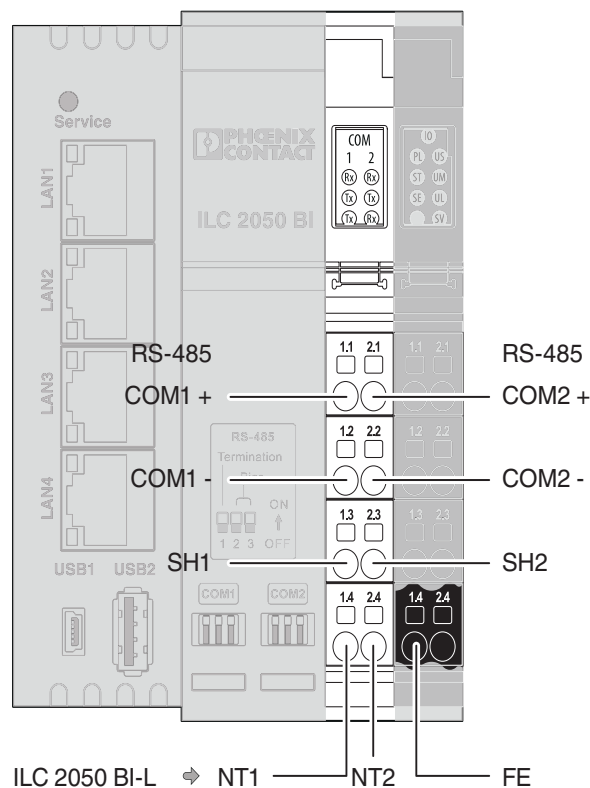 Service
LAN1
LAN2
LAN3
LAN4
USB1 USB2
PHŒNIX
CONTACT
ILC 2050 BI
COM
1 2
Rx Rx
Tx Tx
Tx Rx
IO
PL US
ST UM
SE UL
SV
RS-485
COM1 +
COM1 -
SH1
RS-485
Termination
Bias
ON
1 2 3 OFF
COM1 COM2
1.1 2.1
1.2 2.2
1.3 2.3
1.4 2.4
1.1 2.1
1.2 2.2
1.3 2.3
1.4 2.4
RS-485
COM2 +
COM2 -
SH2
ILC 2050 BI-L NT1 NT2 FE